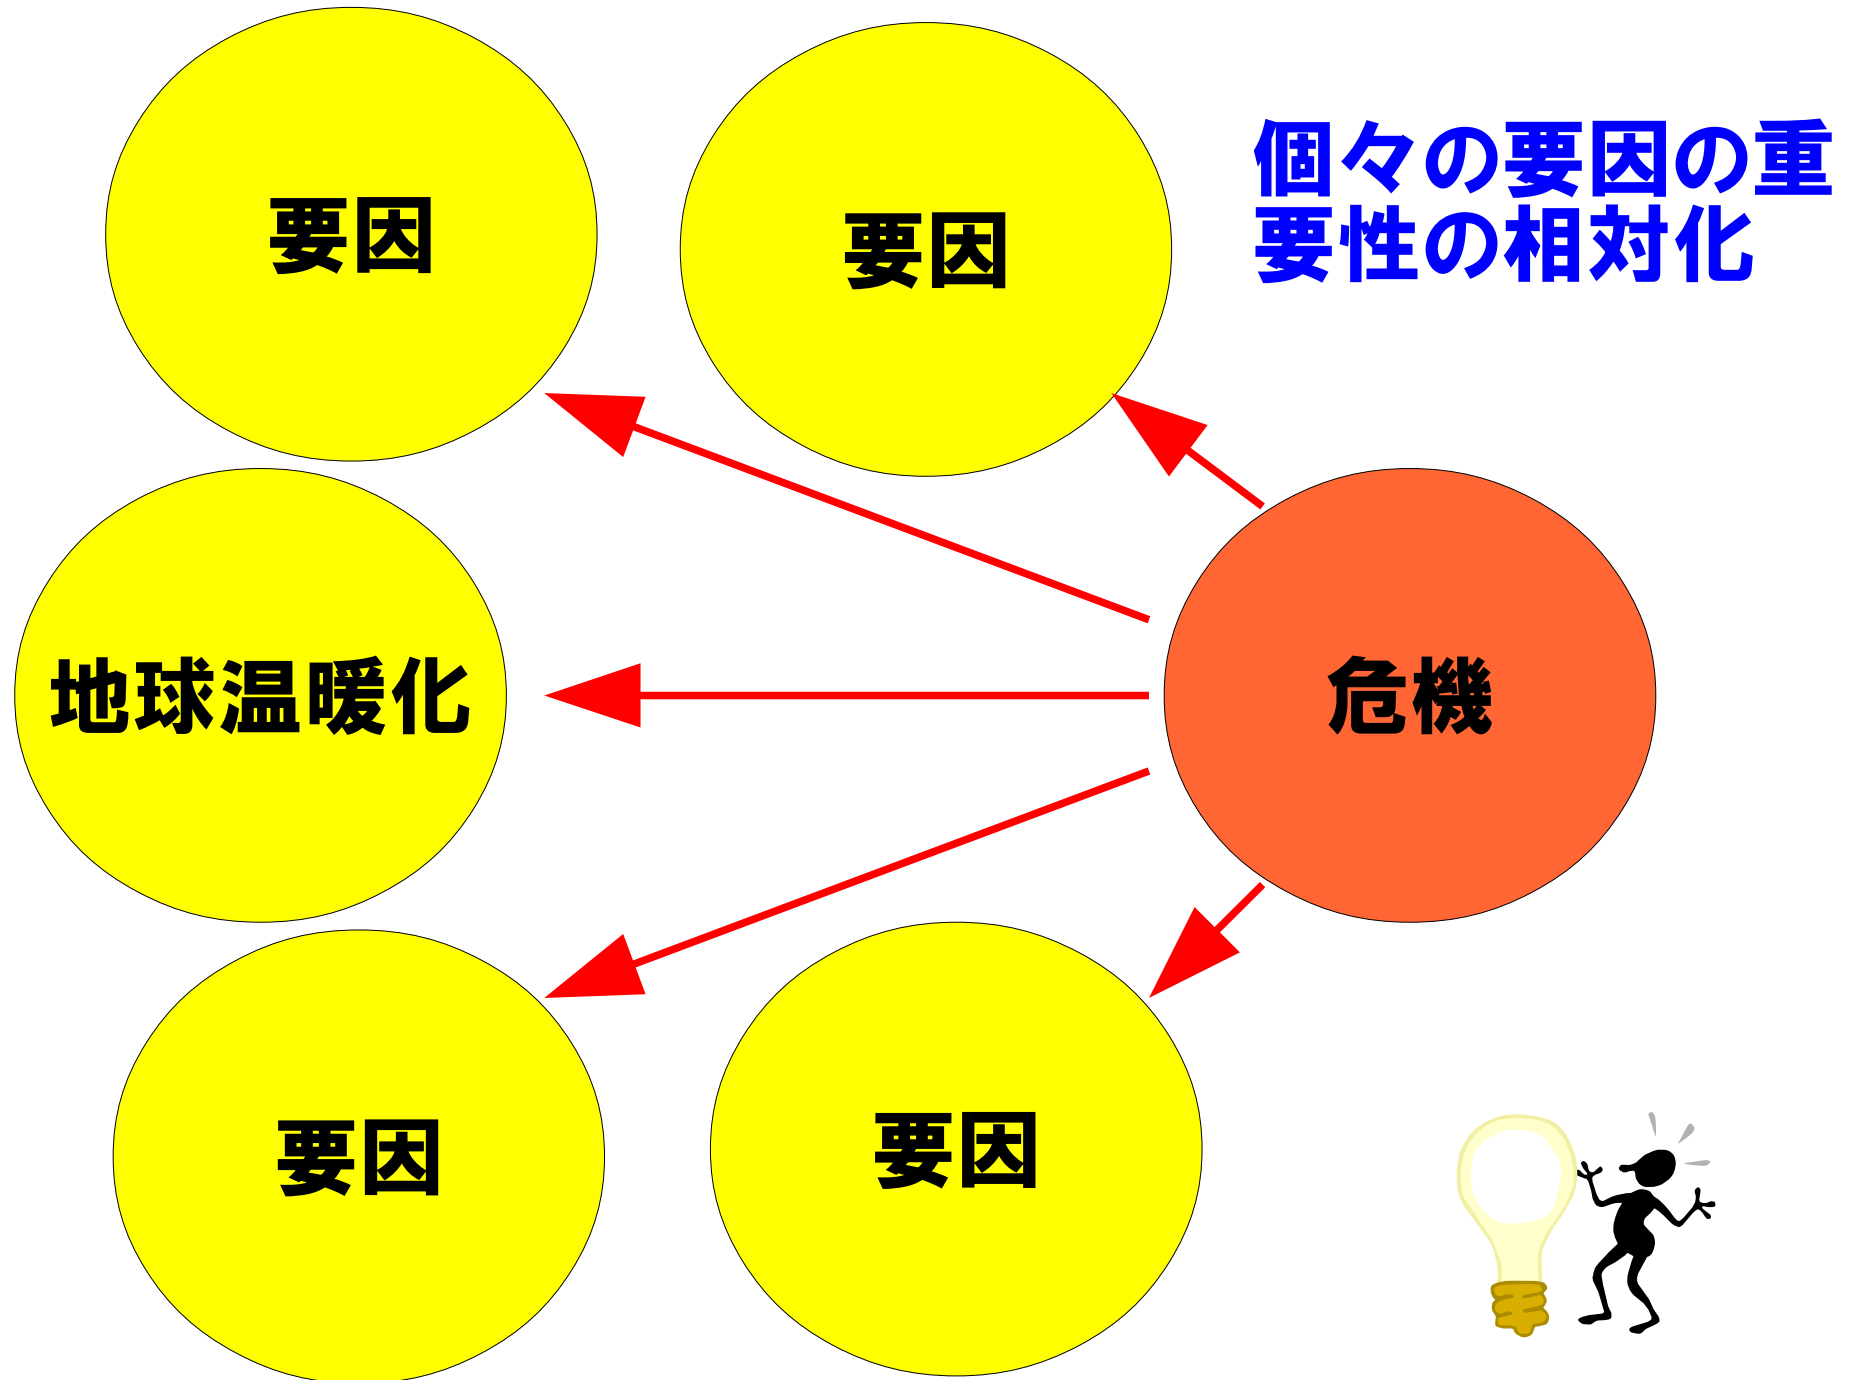 要因
要因
個々の要因の重
要性の相対化
地球温暖化
危機
要因
要因